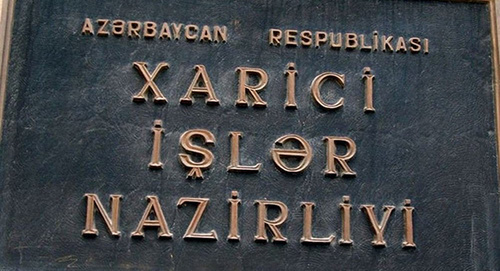 AZƏRBAYCAN RESPUBLİKASI
XARİCİ
İŞLƏR
NAZİRLİYİ